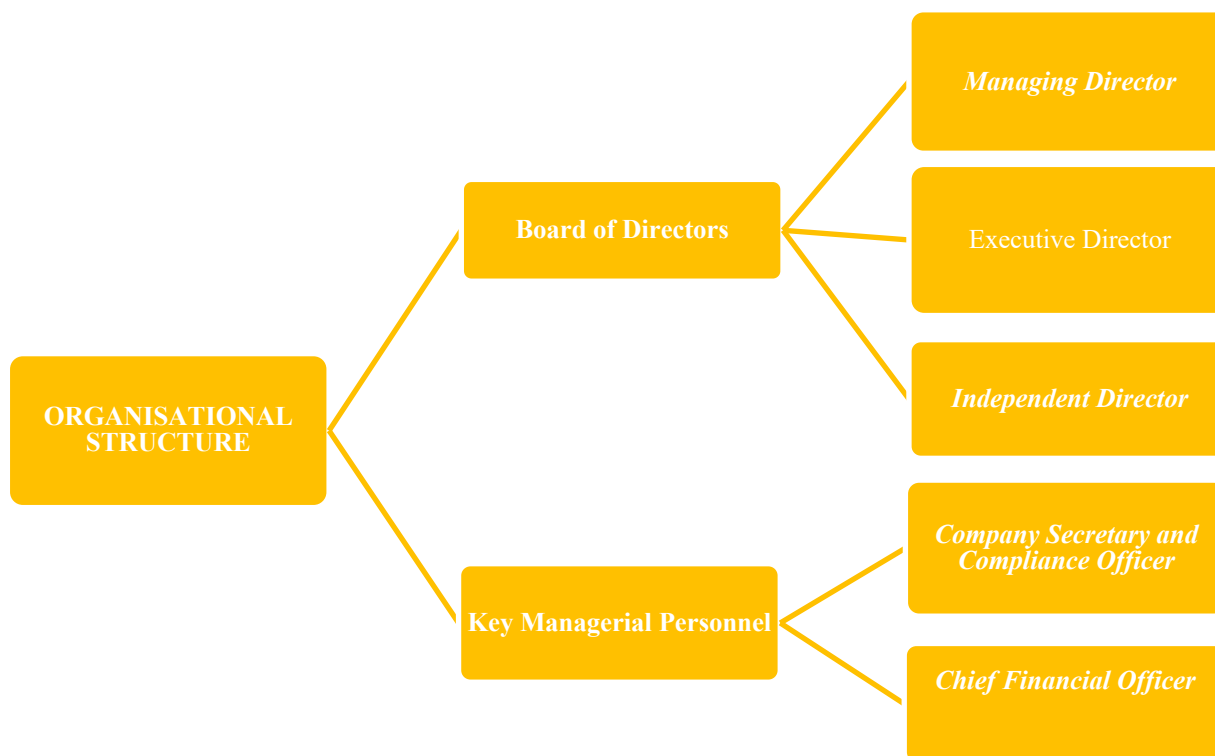 ORGANISATIONAL
STRUCTURE
Board of Directors
Managing Director
Executive Director
Independent Director
Key Managerial Personnel
Company Secretary and
Compliance Officer
Chief Financial Officer